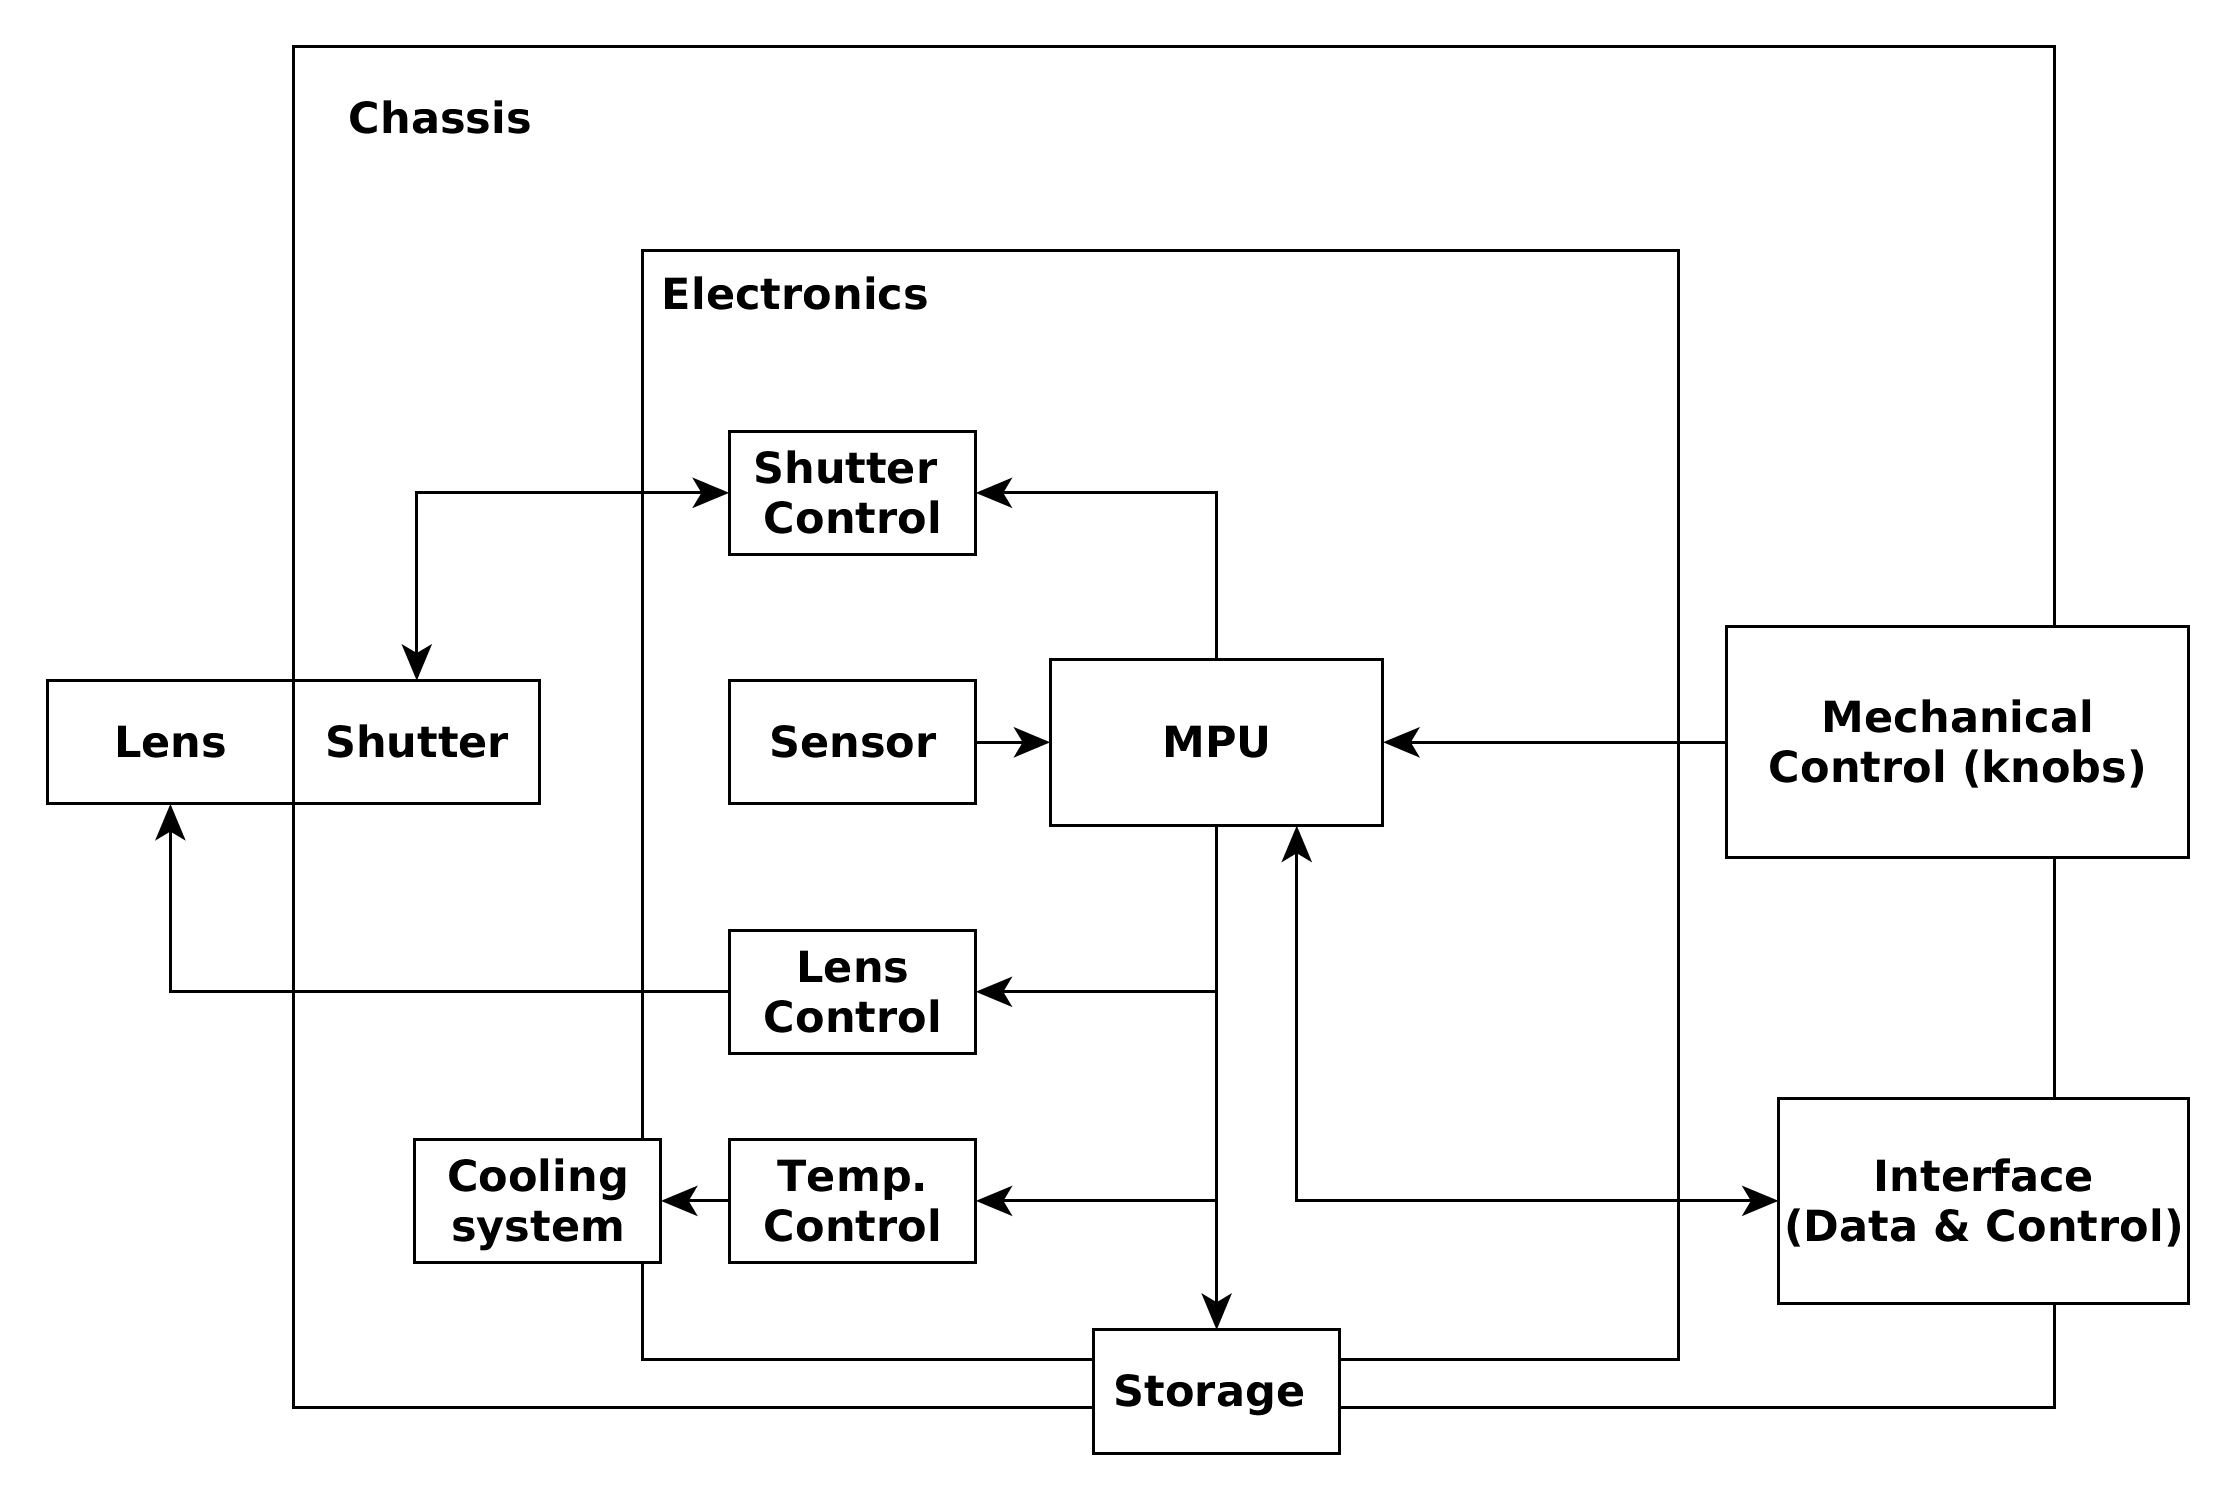 Chassis
Electronics
Shutter
Control
Lens
Shutter
Sensor
MPU
Mechanical
Control (knobs)
Lens
Control
Cooling
system
Temp.
Control
Interface
(Data & Control)
Storage